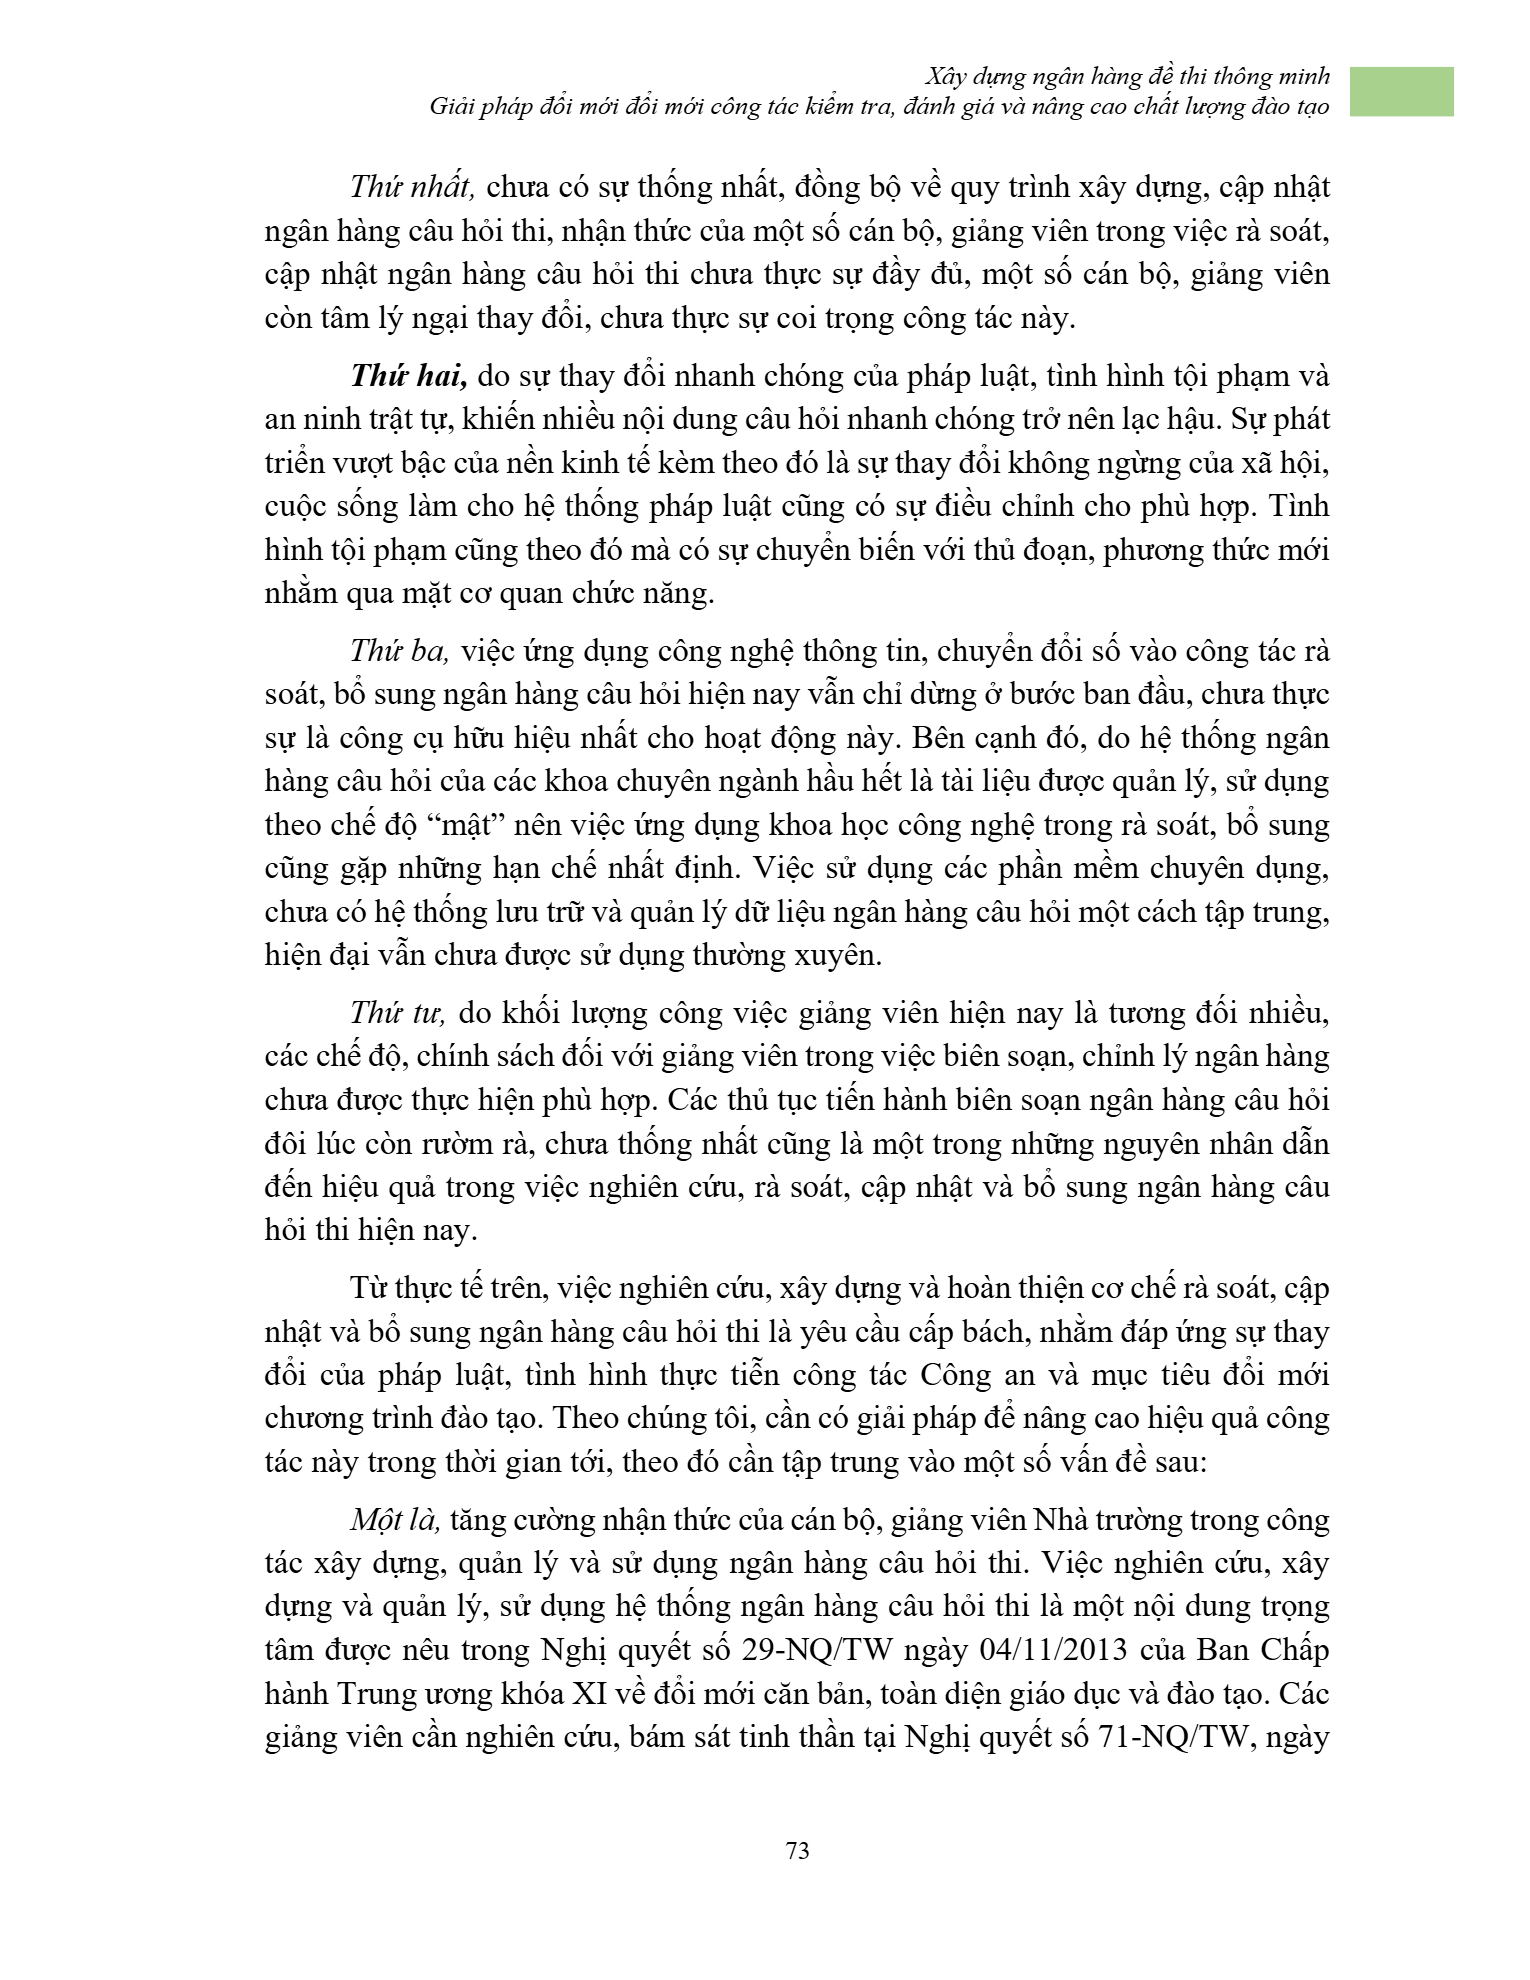 Xây dựng ngân hàng đề thi thông minh
Giải pháp đổi mới đổi mới công tác kiểm tra, đánh giá và nâng cao chất lượng đào tạo
Thứ nhất, chưa có sự thống nhất, đồng bộ về quy trình xây dựng, cập nhật
ngân hàng câu hỏi thi, nhận thức của một số cán bộ, giảng viên trong việc rà soát,
cập nhật ngân hàng câu hỏi thi chưa thực sự đầy đủ, một số cán bộ, giảng viên
còn tâm lý ngại thay đổi, chưa thực sự coi trọng công tác này.
Thứ hai, do sự thay đổi nhanh chóng của pháp luật, tình hình tội phạm và
an ninh trật tự, khiến nhiều nội dung câu hỏi nhanh chóng trở nên lạc hậu. Sự phát
triển vượt bậc của nền kinh tế kèm theo đó là sự thay đổi không ngừng của xã hội,
cuộc sống làm cho hệ thống pháp luật cũng có sự điều chỉnh cho phù hợp. Tình
hình tội phạm cũng theo đó mà có sự chuyển biến với thủ đoạn, phương thức mới
nhằm qua mặt cơ quan chức năng.
Thứ ba, việc ứng dụng công nghệ thông tin, chuyển đổi số vào công tác rà
soát, bổ sung ngân hàng câu hỏi hiện nay vẫn chỉ dừng ở bước ban đầu, chưa thực
sự là công cụ hữu hiệu nhất cho hoạt động này. Bên cạnh đó, do hệ thống ngân
hàng câu hỏi của các khoa chuyên ngành hầu hết là tài liệu được quản lý, sử dụng
theo chế độ “mật” nên việc ứng dụng khoa học công nghệ trong rà soát, bổ sung
cũng gặp những hạn chế nhất định. Việc sử dụng các phần mềm chuyên dụng,
chưa có hệ thống lưu trữ và quản lý dữ liệu ngân hàng câu hỏi một cách tập trung,
hiện đại vẫn chưa được sử dụng thường xuyên.
Thứ tư, do khối lượng công việc giảng viên hiện nay là tương đối nhiều,
các chế độ, chính sách đối với giảng viên trong việc biên soạn, chỉnh lý ngân hàng
chưa được thực hiện phù hợp. Các thủ tục tiến hành biên soạn ngân hàng câu hỏi
đôi lúc còn rườm rà, chưa thống nhất cũng là một trong những nguyên nhân dẫn
đến hiệu quả trong việc nghiên cứu, rà soát, cập nhật và bổ sung ngân hàng câu
hỏi thi hiện nay.
Từ thực tế trên, việc nghiên cứu, xây dựng và hoàn thiện cơ chế rà soát, cập
nhật và bổ sung ngân hàng câu hỏi thi là yêu cầu cấp bách, nhằm đáp ứng sự thay
đổi của pháp luật, tình hình thực tiễn công tác Công an và mục tiêu đổi mới
chương trình đào tạo. Theo chúng tôi, cần có giải pháp để nâng cao hiệu quả công
tác này trong thời gian tới, theo đó cần tập trung vào một số vấn đề sau:
Một là, tăng cường nhận thức của cán bộ, giảng viên Nhà trường trong công
tác xây dựng, quản lý và sử dụng ngân hàng câu hỏi thi. Việc nghiên cứu, xây
dựng và quản lý, sử dụng hệ thống ngân hàng câu hỏi thi là một nội dung trọng
tâm được nêu trong Nghị quyết số 29-NQ/TW ngày 04/11/2013 của Ban Chấp
hành Trung ương khóa XI về đổi mới căn bản, toàn diện giáo dục và đào tạo. Các
giảng viên cần nghiên cứu, bám sát tinh thần tại Nghị quyết số 71-NQ/TW, ngày
73